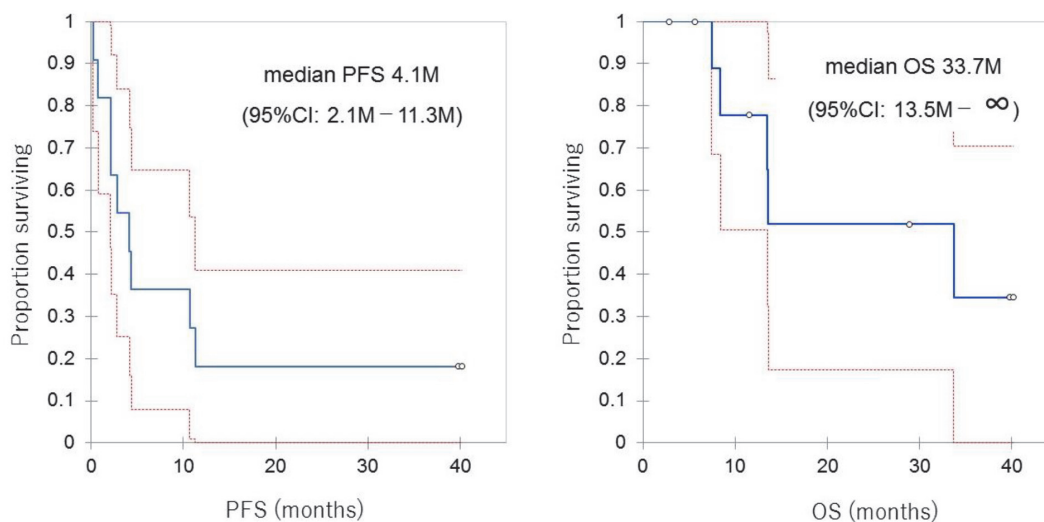 Proportion surviving
1
0.9
0.8
0.7
0.6
0.5
0.4
0.3
0.2
0.1
0
median PFS 4.1M
(95%CI: 2.1M－11.3M)
0 10 20 30 40
PFS (months)
Proportion surviving
1
0.9
0.8
0.7
0.6
0.5
0.4
0.3
0.2
0.1
0
median OS 33.7M
(95%CI: 13.5M－ ∞)
0 10 20 30 40
OS (months)